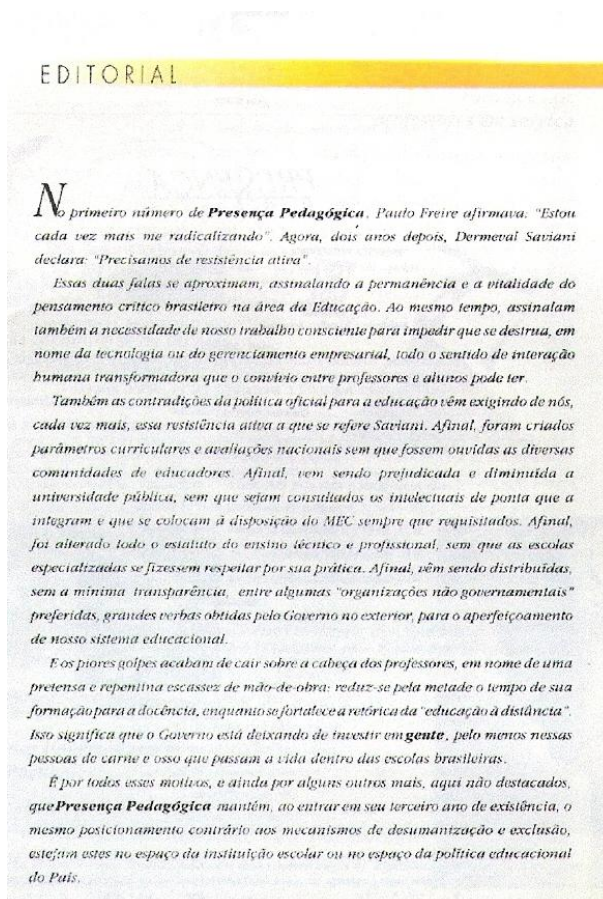 EDITORIAL
No primeiro número de Presença Pedagógica, Paulo Freire afirmava: "Estou
cada vez mais me radicalizando". Agora, dois anos depois, Dermeval Saviani
declara: "Precisamos de resistência ativa".
Essas duas falas se aproximam, assinalando a permanência e a vitalidade do
pensamento crítico brasileiro na área da Educação. Ao mesmo tempo, assinalam
também a necessidade de nosso trabalho consciente para impedir que se destrua, em
nome da tecnologia ou do gerenciamento empresarial, todo o sentido de interação
humana transformadora que o convívio entre professores e alunos pode ter.
Também as contradições da política oficial para a educação vêm exigindo de nós,
cada vez mais, essa resistência ativa a que se refere Saviani. Afinal, foram criados
parâmetros curriculares e avaliações nacionais sem que fossem ouvidas as diversas
comunidades de educadores. Afinal, vem sendo prejudicada e diminuída a
universidade pública, sem que sejam consultados os intelectuais de ponta que a
integram e que se colocam à disposição do MEC sempre que requisitados. Afinal,
foi alterado todo o estatuto do ensino técnico e profissional, sem que as escolas
especializadas se fizessem respeitar por sua prática. Afinal, vêm sendo distribuídas,
sem a mínima transparência, entre algumas "organizações não governamentais"
preferidas, grandes verbas obtidas pelo Governo no exterior, para o aperfeiçoamento
de nosso sistema educacional.
E os piores golpes acabam de cair sobre a cabeça dos professores, em nome de uma
pretensa e repentina escassez de mão-de-obra: reduz-se pela metade o tempo de sua
formação para a docência, enquanto se fortalece a retórica da "educação à distância".
Isso significa que o Governo está deixando de investir em gente, pelo menos nessas
pessoas de carne e osso que passam a vida dentro das escolas brasileiras.
É por todos esses motivos, e ainda por alguns outros mais, aqui não destacados,
que Presença Pedagógica mantém, ao entrar em seu terceiro ano de existência, o
mesmo posicionamento contrário aos mecanismos de desumanização e exclusão,
estejam estes no espaço da instituição escolar ou no espaço da política educacional
do País.